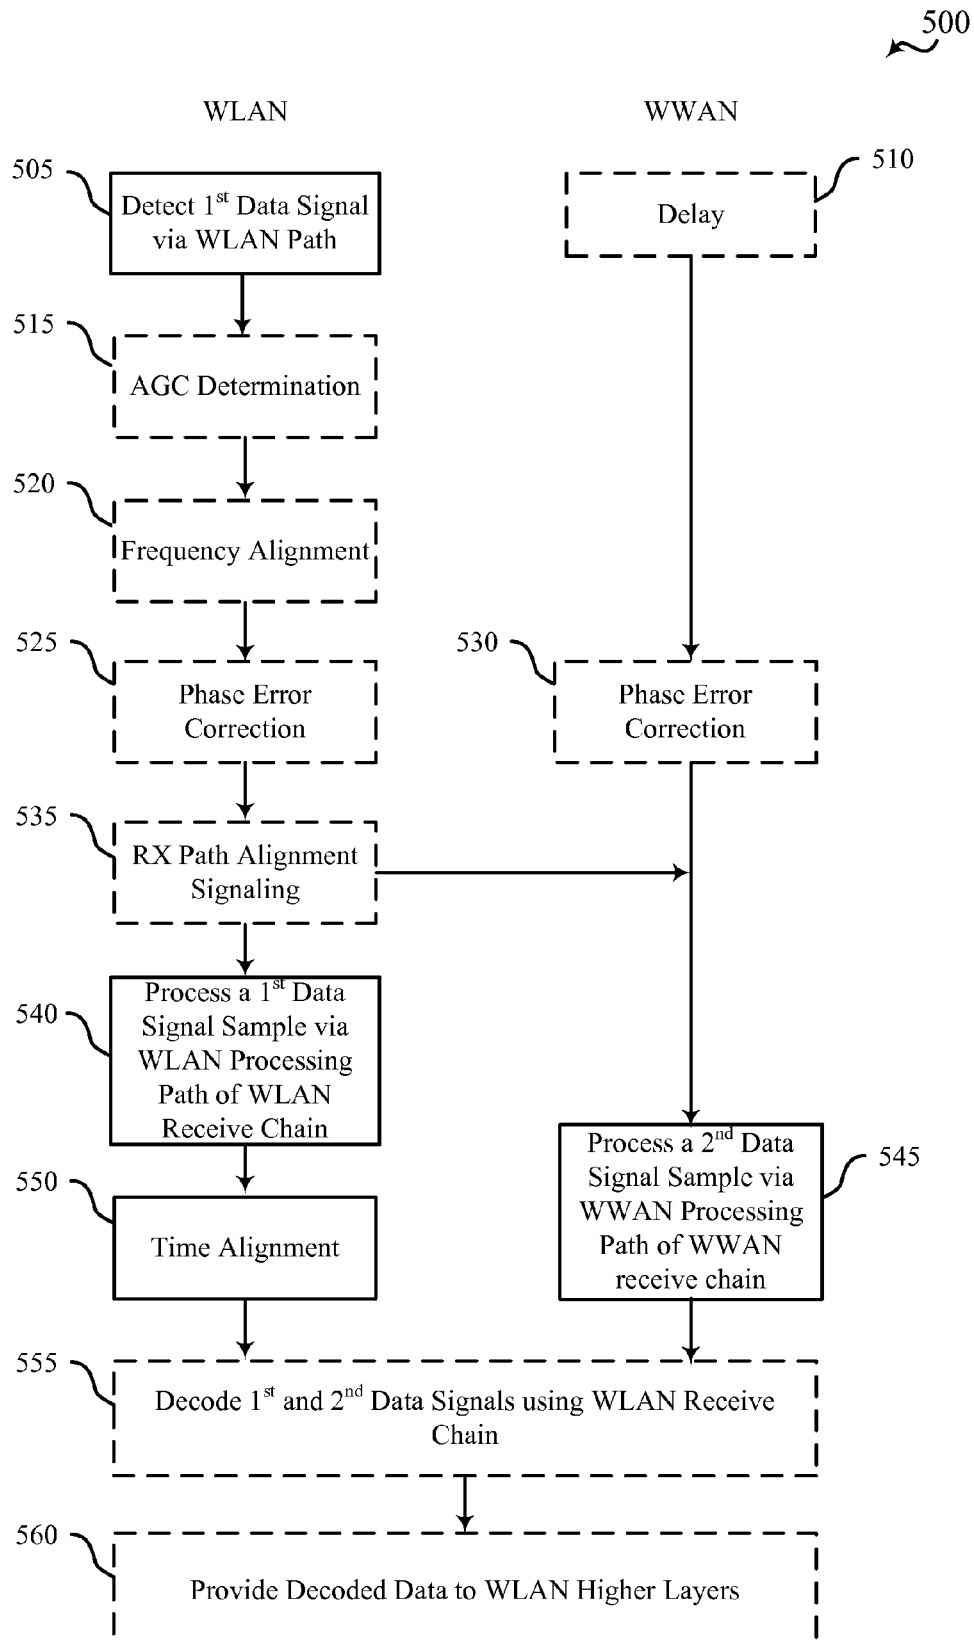 500
WLAN
WWAN
505
Detect 1st Data Signal
via WLAN Path
510
Delay
515
AGC Determination
520
Frequency Alignment
525
Phase Error
Correction
530
Phase Error
Correction
535
RX Path Alignment
Signaling
540
Process a 1st Data
Signal Sample via
WLAN Processing
Path of WLAN
Receive Chain
545
Process a 2nd Data
Signal Sample via
WWAN Processing
Path of WWAN
receive chain
550
Time Alignment
555
Decode 1st and 2nd Data Signals using WLAN Receive
Chain
560
Provide Decoded Data to WLAN Higher Layers